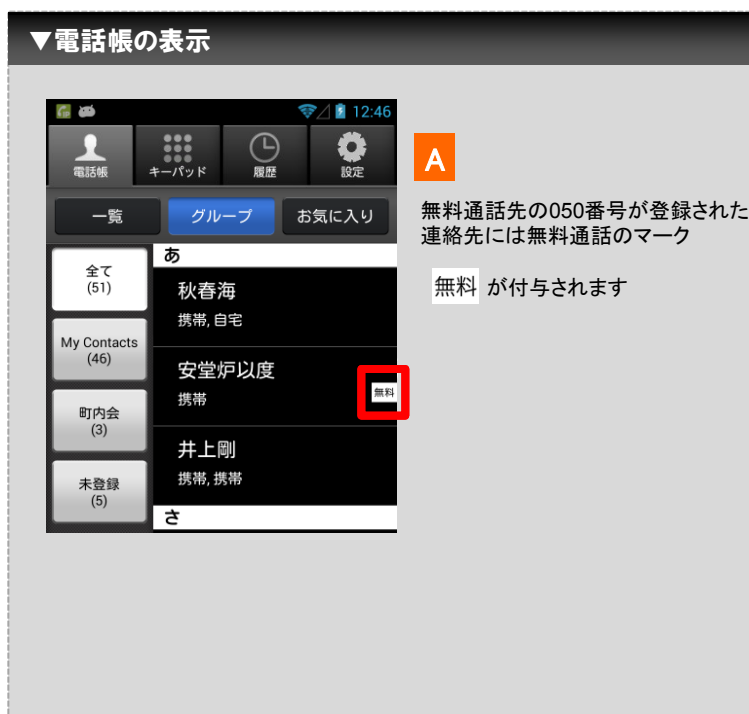 ▼電話帳の表示
12:46
電話帳
キーパッド
履歴
設定
一覧
グループ
お気に入り
全て
(51)
My Contacts
(46)
町内会
(3)
未登録
(5)
あ
秋春海
携帯, 自宅
安堂炉以度
携帯
無料
井上剛
携帯, 携帯
さ
A
無料通話先の050番号が登録された
連絡先には無料通話のマーク
無料 が付与されます